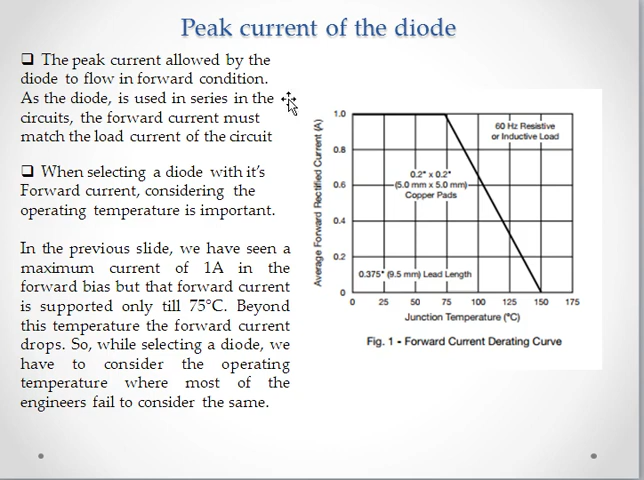 Peak current of the diode
❑ The peak current allowed by the
diode to flow in forward condition.
As the diode, is used in series in the
circuits, the forward current must
match the load current of the circuit
❑ When selecting a diode with it's
Forward current, considering the
operating temperature is important.
In the previous slide, we have seen a
maximum current of 1A in the
forward bias but that forward current
is supported only till 75°C. Beyond
this temperature the forward current
drops. So, while selecting a diode, we
have to consider the operating
temperature where most of the
engineers fail to consider the same.
Average Forward Rectified Current (A)
1.0
0.8
0.6
0.4
0.2
0
60 Hz Resistive
or Inductive Load
0.2" x 0.2"
(5.0 mm x 5.0 mm)
Copper Pads
0.375" (9.5 mm) Lead Length
0 25 50 75 100 125 150 175
Junction Temperature (°C)
Fig. 1 - Forward Current Derating Curve